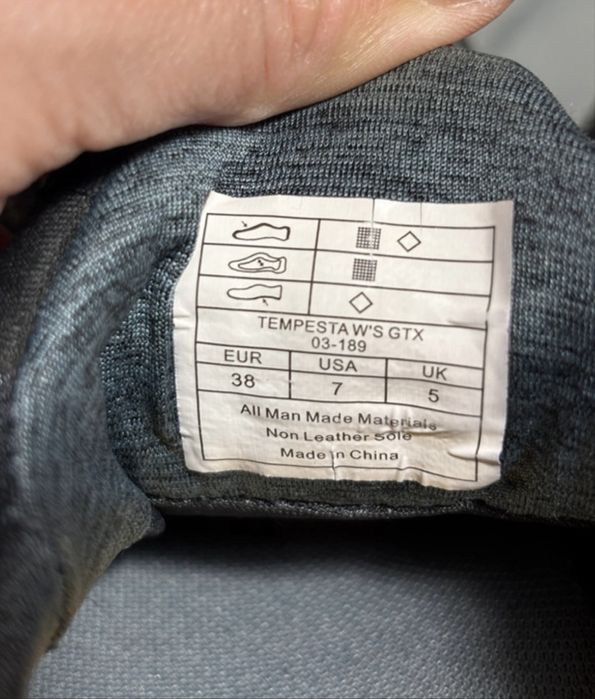 TEMPESTA W'S GTX
03-189
EUR USA UK
38 7 5
All Man Made Materials
Non Leather Sole
Made in China